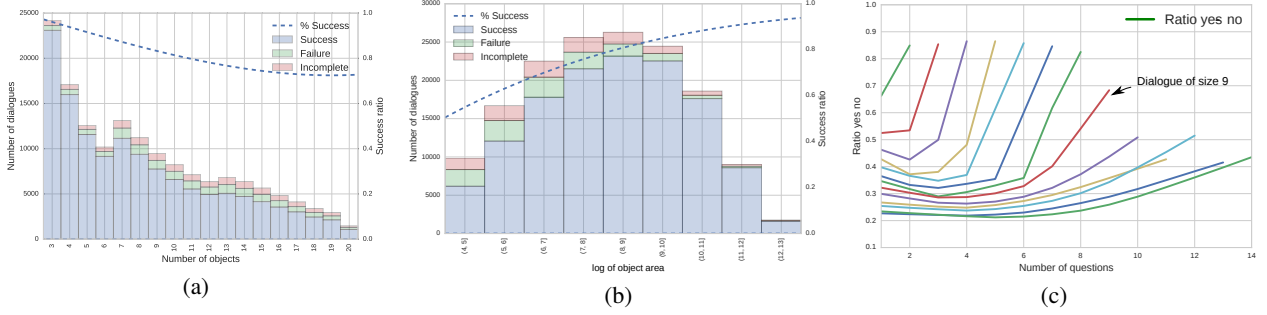 25000
20000
15000
10000
5000
0
Number of dialogues
1.0
0.8
0.6
0.4
0.2
0.0
Success ratio
% Success
Success
Failure
Incomplete
3 4 5 6 7 8 9 10 11 12 13 14 15 16 17 18 19 20
Number of objects
(a)
30000
25000
20000
15000
10000
5000
0
Number of dialogues
1.0
0.8
0.6
0.4
0.2
0.0
Success ratio
% Success
Success
Failure
Incomplete
(4, 5] (5, 6] (6, 7] (7, 8] (8, 9] (9, 10] (10, 11] (11, 12] (12, 13]
log of object area
(b)
1.0
0.9
0.8
0.7
0.6
0.5
0.4
0.3
0.2
0.1
Ratio yes no
Ratio yes no
Dialogue of size 9
2 4 6 8 10 12 14
Number of questions
(c)